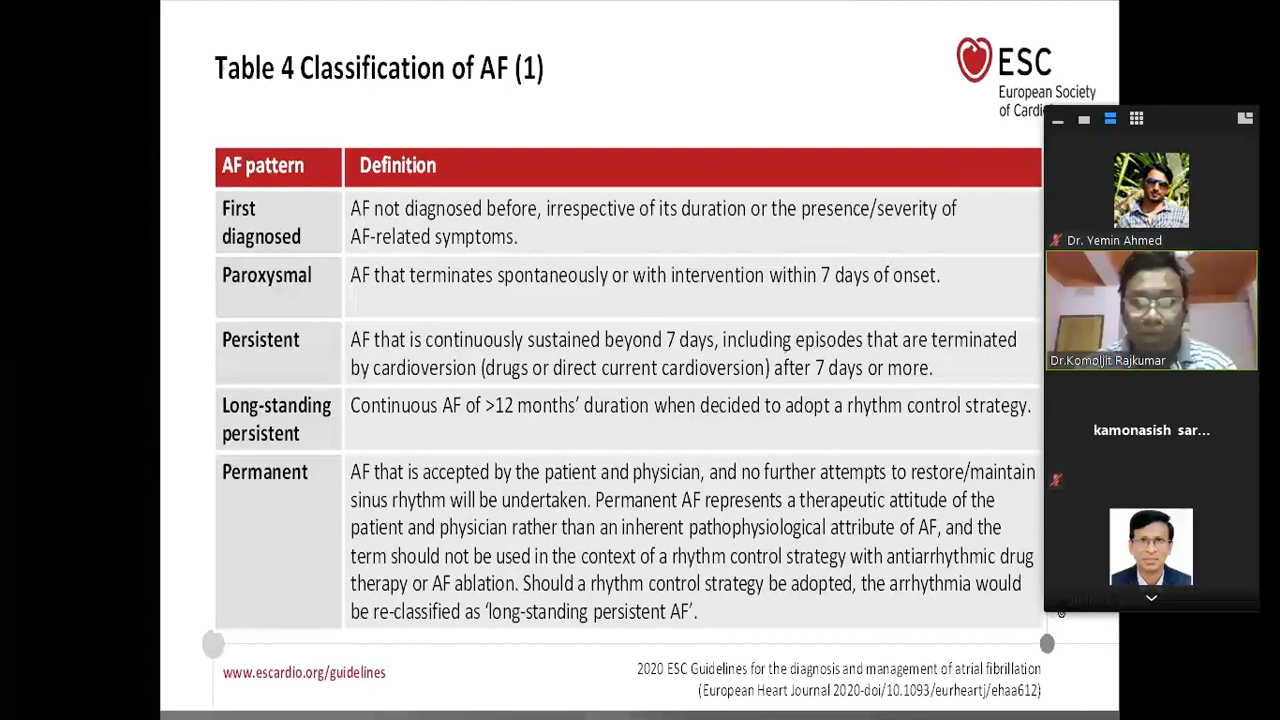 Table 4 Classification of AF (1)
ESC
European Society
of Cardi
AF pattern Definition
First
diagnosed
AF not diagnosed before, irrespective of its duration or the presence/severity of
AF-related symptoms.
Paroxysmal
AF that terminates spontaneously or with intervention within 7 days of onset.
Persistent
AF that is continuously sustained beyond 7 days, including episodes that are terminated
by cardioversion (drugs or direct current cardioversion) after 7 days or more.
Long-standing
persistent
Continuous AF of >12 months’ duration when decided to adopt a rhythm control strategy.
Permanent
AF that is accepted by the patient and physician, and no further attempts to restore/maintain
sinus rhythm will be undertaken. Permanent AF represents a therapeutic attitude of the
patient and physician rather than an inherent pathophysiological attribute of AF, and the
term should not be used in the context of a rhythm control strategy with antiarrhythmic drug
therapy or AF ablation. Should a rhythm control strategy be adopted, the arrhythmia would
be re-classified as ‘long-standing persistent AF’.
www.escardio.org/guidelines
2020 ESC Guidelines for the diagnosis and management of atrial fibrillation
(European Heart Journal 2020-doi/10.1093/eurheartj/ehaa612)
Dr. Yemin Ahmed
Dr.Komoljit Rajkumar
kamonasish sar...